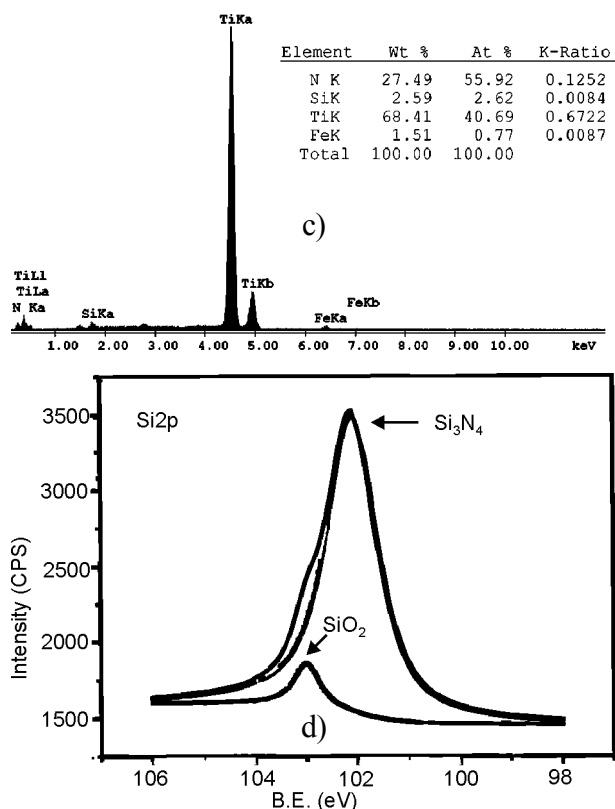 TiKa
Element Wt % At % K-Ratio
N K 27.49 55.92 0.1252
SiK 2.59 2.62 0.0084
TiK 68.41 40.69 0.6722
FeK 1.51 0.77 0.0087
Total 100.00 100.00
c)
TiLl
TiLa
N Ka
SiKa
TiKb
FeKa
FeKb
1.00 2.00 3.00 4.00 5.00 6.00 7.00 8.00 9.00 10.00 keV
Si2p
Si₃N₄
SiO₂
d)
Intensity (CPS)
3500
3000
2500
2000
1500
106 104 102 100 98
B.E. (eV)